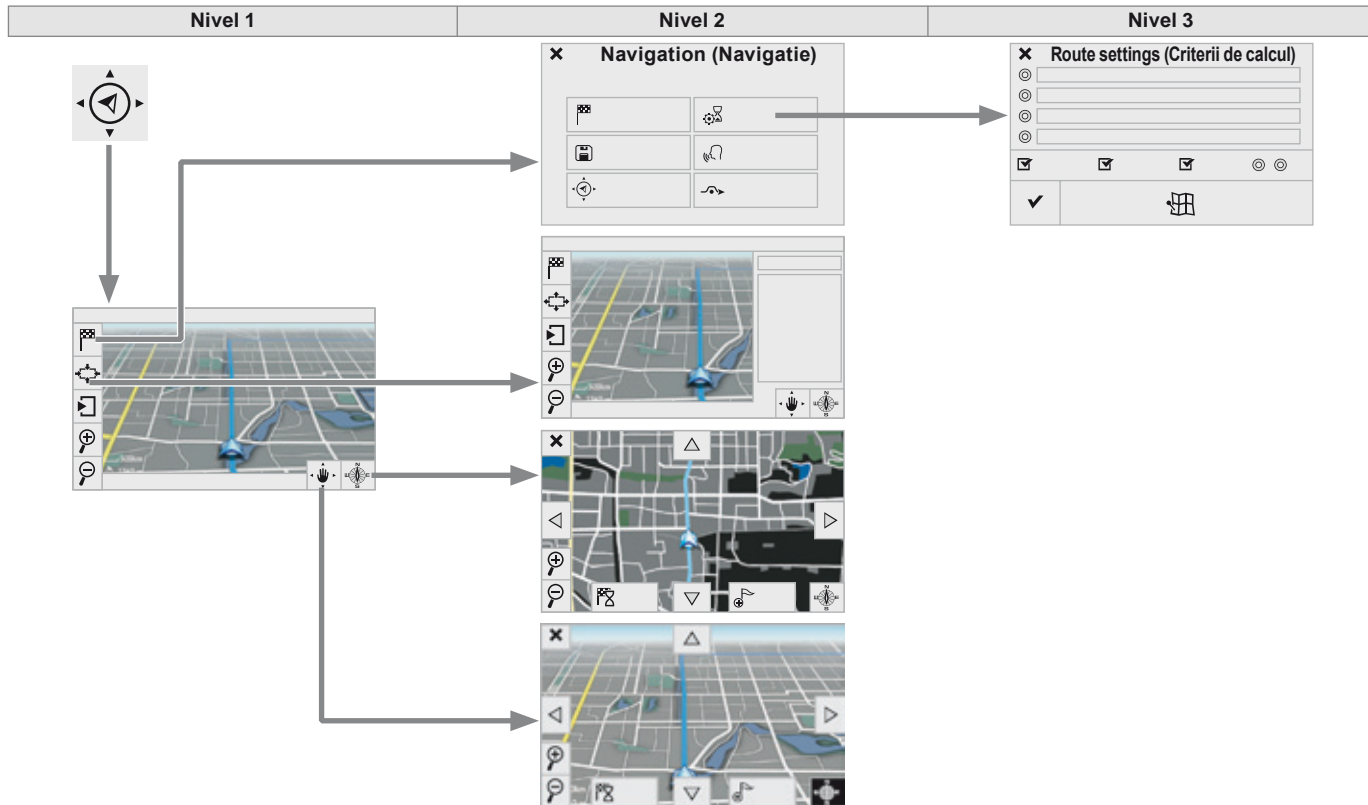 Nivel 1
Nivel 2
Nivel 3
Navigation (Navigatie)
Route settings (Criterii de calcul)